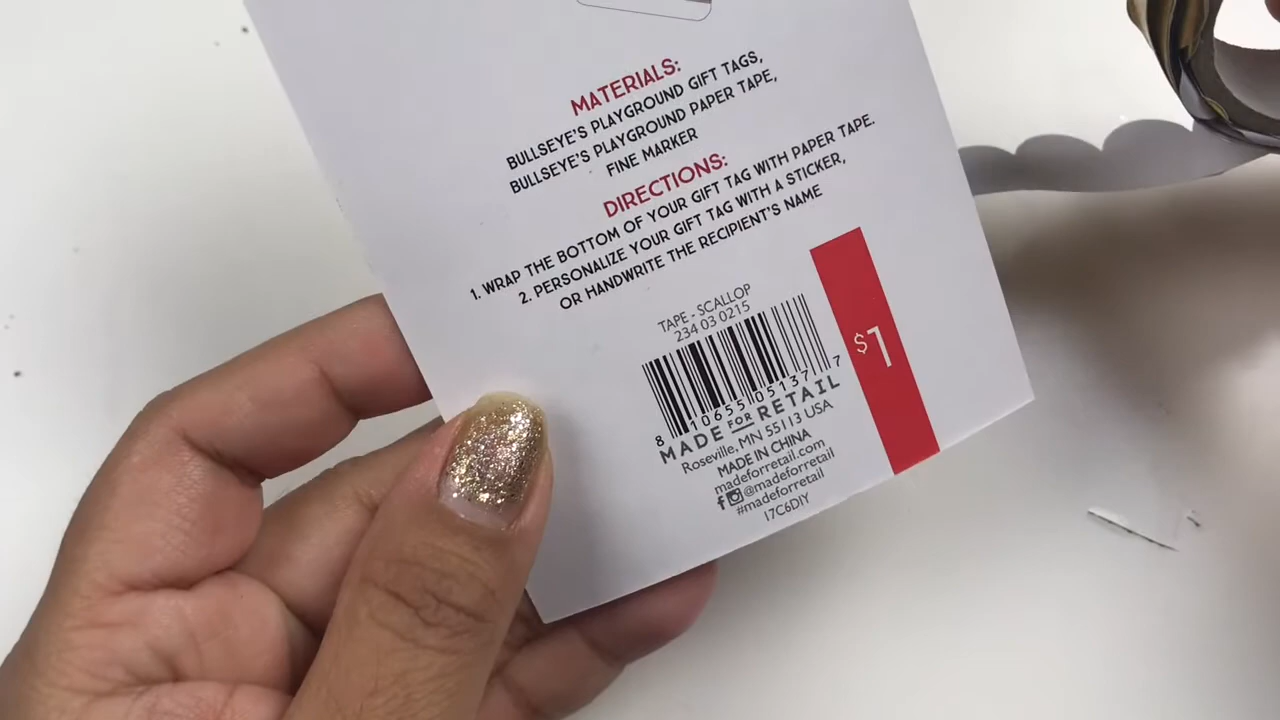 MATERIALS:
BULLSEYE'S PLAYGROUND GIFT TAGS,
BULLSEYE'S PLAYGROUND PAPER TAPE,
FINE MARKER
DIRECTIONS:
1. WRAP THE BOTTOM OF YOUR GIFT TAG WITH PAPER TAPE.
2. PERSONALIZE YOUR GIFT TAG WITH A STICKER,
OR HANDWRITE THE RECIPIENT'S NAME
TAPE - SCALLOP
234 03 0215
$1
8 10655 05137 7
MADE FOR RETAIL
Roseville, MN 55113 USA
MADE IN CHINA
madeforretail.com
@madeforretail
#madeforretail
17C6DIY